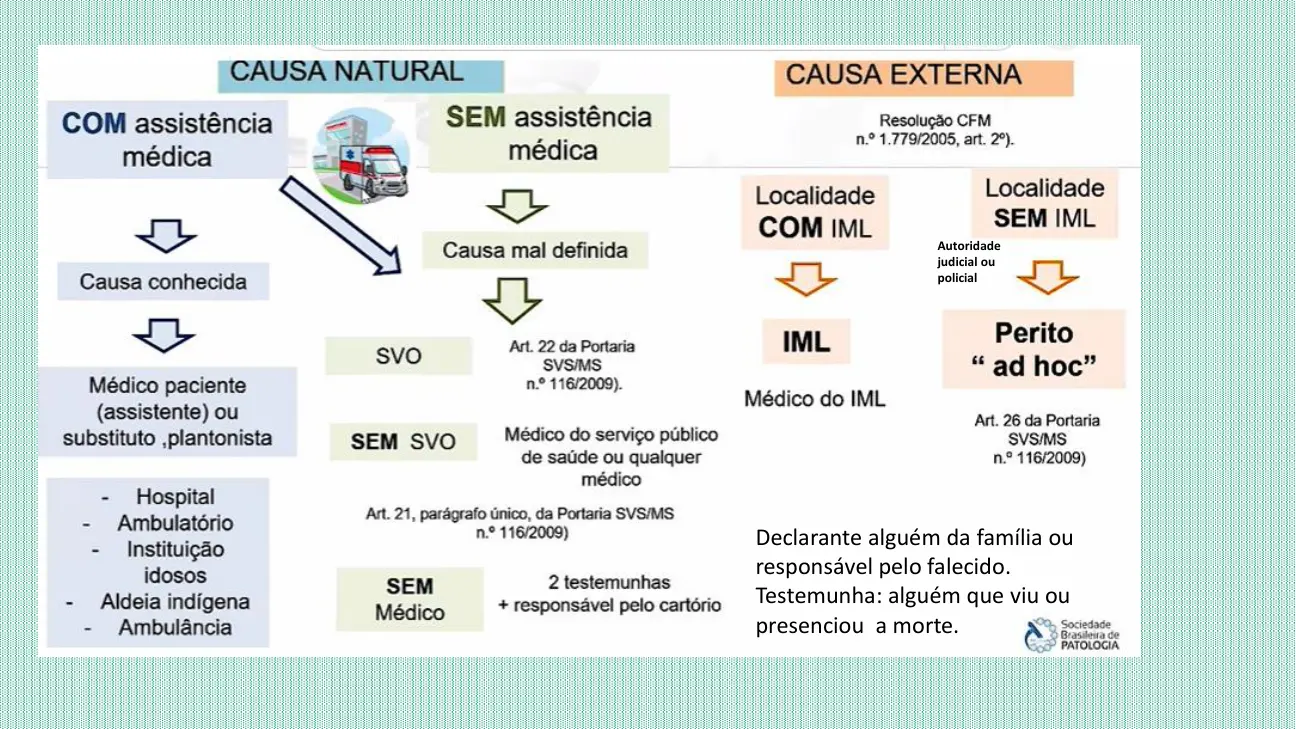 CAUSA NATURAL
COM assistência
médica
SEM assistência
médica
Causa conhecida
Causa mal definida
Médico paciente
(assistente) ou
substituto ,plantonista
- Hospital
- Ambulatório
- Instituição
idosos
- Aldeia indígena
- Ambulância
SVO
Art. 22 da Portaria
SVS/MS
n.º 116/2009).
SEM SVO
Médico do serviço público
de saúde ou qualquer
médico
Art. 21, parágrafo único, da Portaria SVS/MS
n.º 116/2009)
SEM
Médico
2 testemunhas
+ responsável pelo cartório
CAUSA EXTERNA
Resolução CFM
n.º 1.779/2005, art. 2º).
Localidade
COM IML
IML
Médico do IML
Localidade
SEM IML
Autoridade
judicial ou
policial
Perito
“ ad hoc”
Art. 26 da Portaria
SVS/MS
n.º 116/2009)
Declarante alguém da família ou
responsável pelo falecido.
Testemunha: alguém que viu ou
presenciou a morte.
Sociedade
Brasileira de
PATOLOGIA